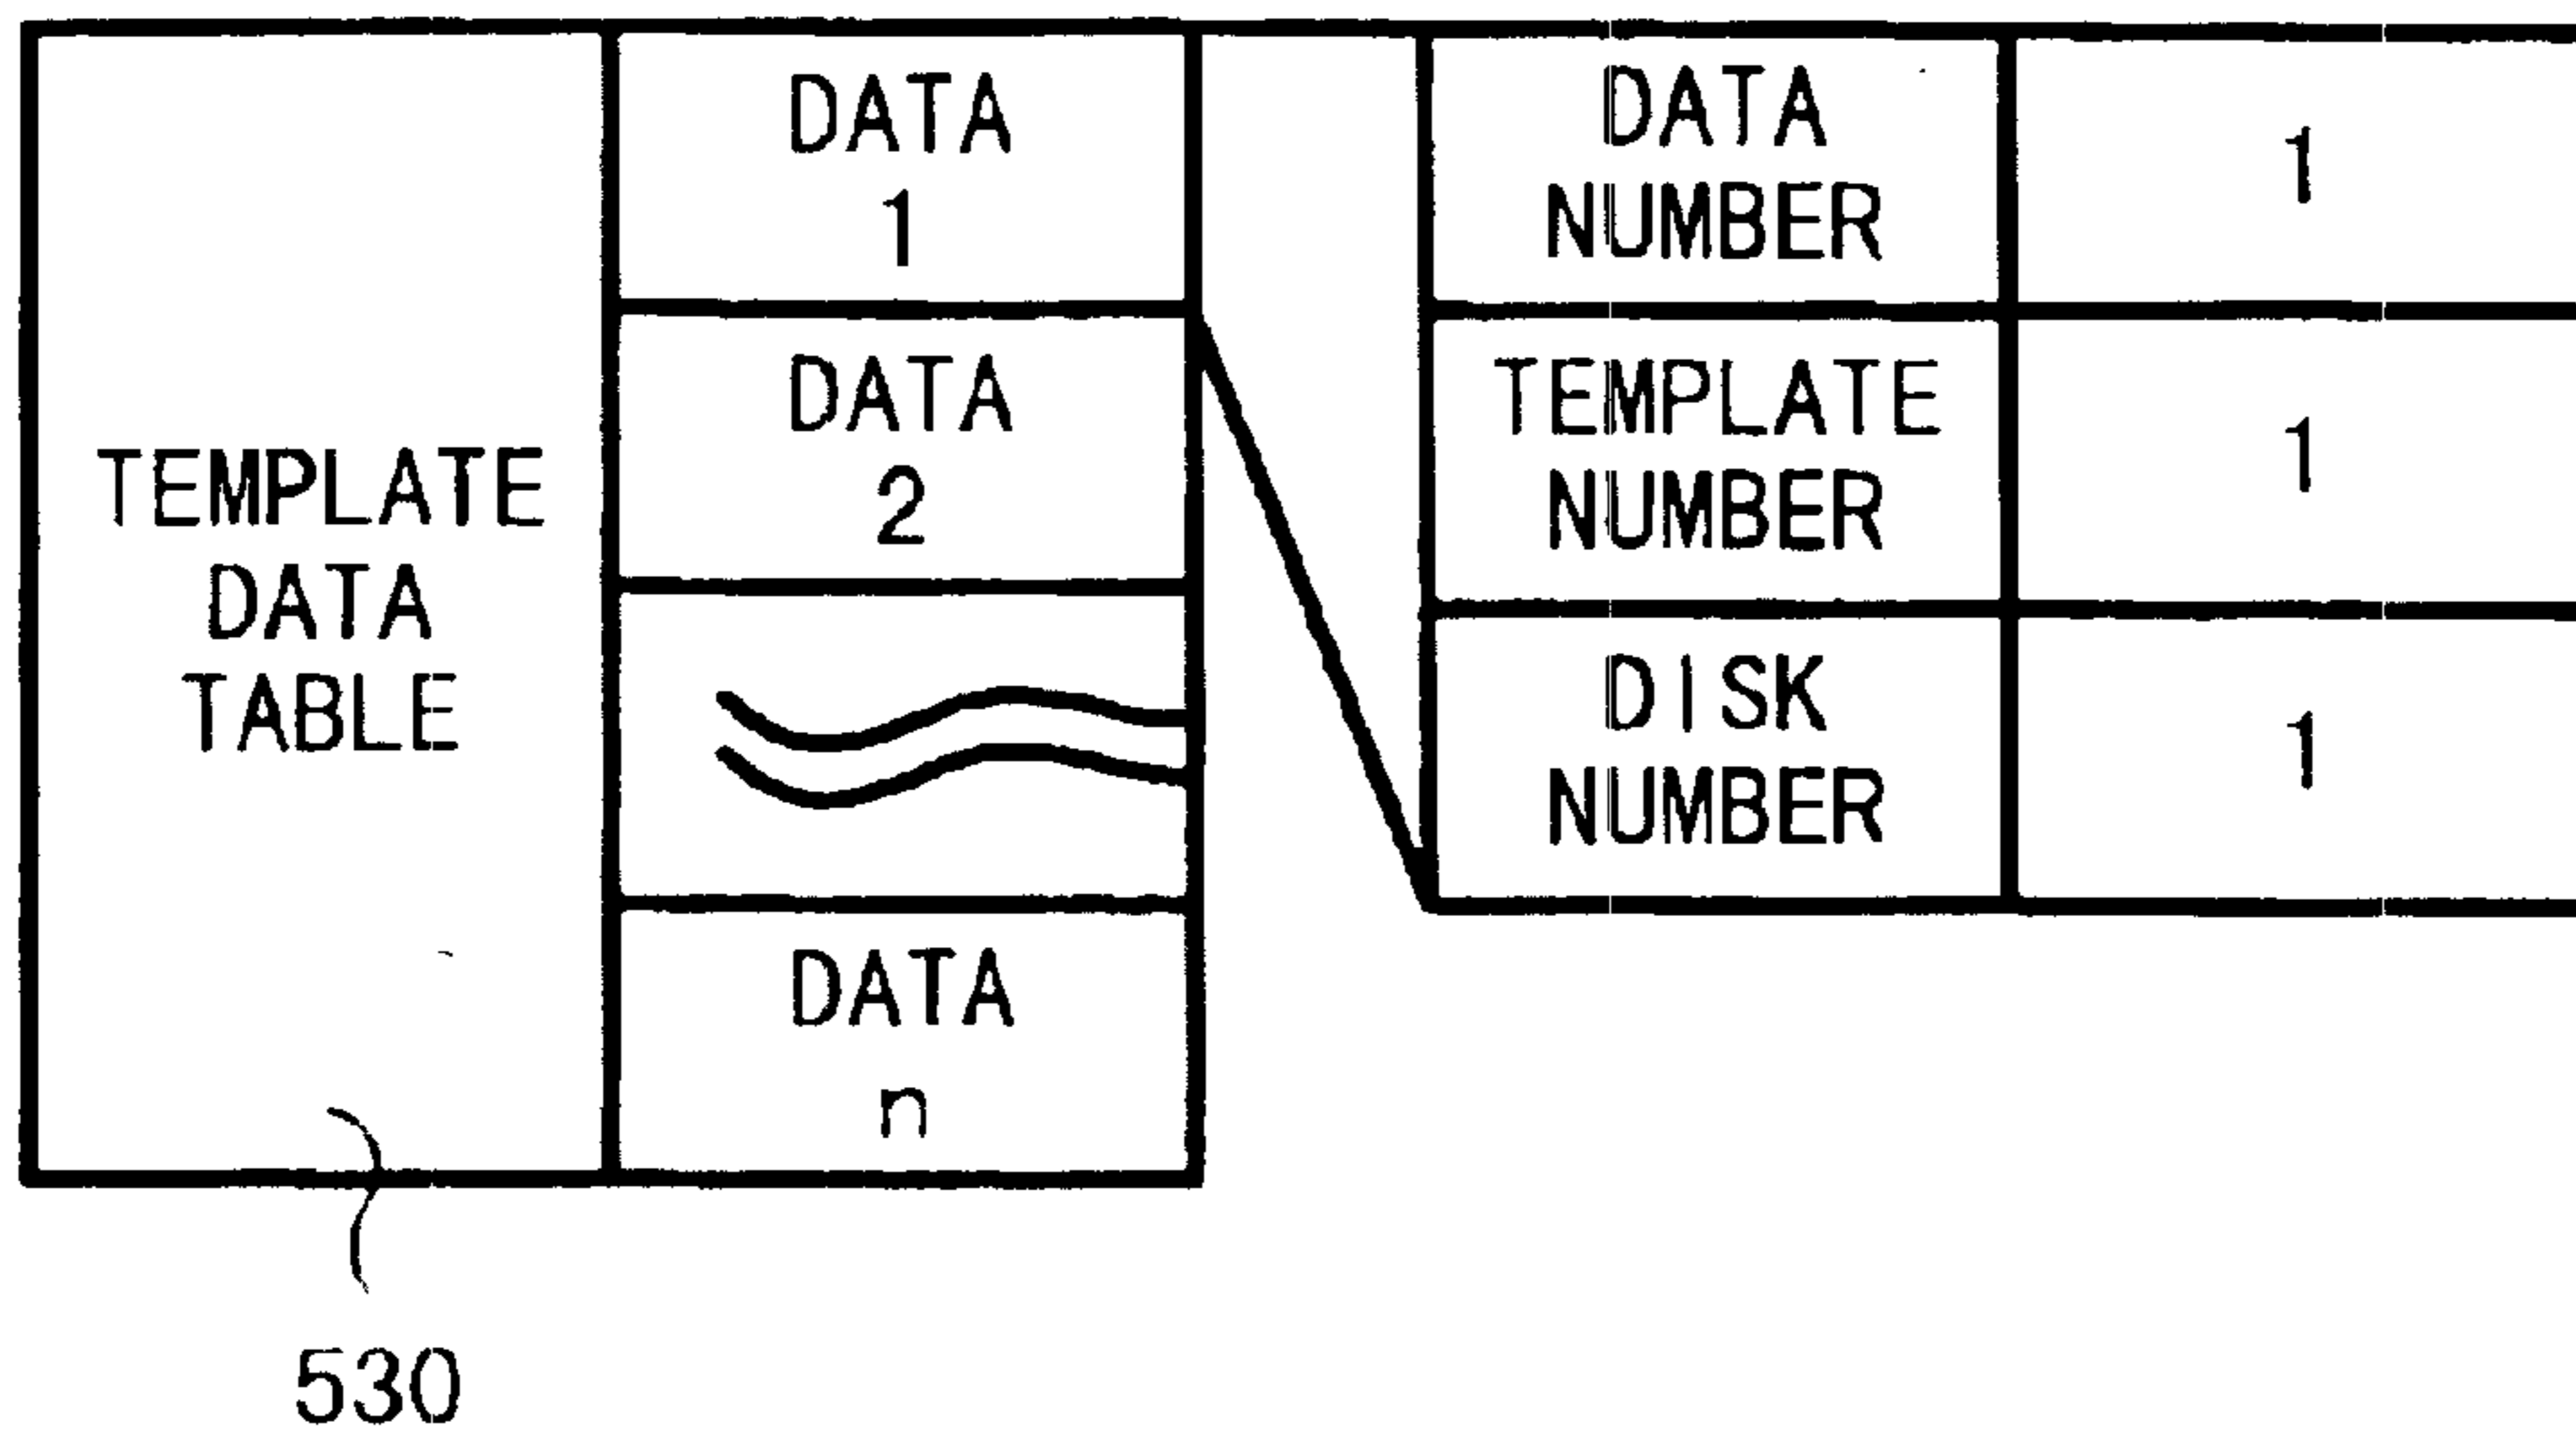 TEMPLATE
DATA
TABLE
DATA
1
DATA
2
DATA
n
DATA
NUMBER
1
TEMPLATE
NUMBER
1
DISK
NUMBER
1
530